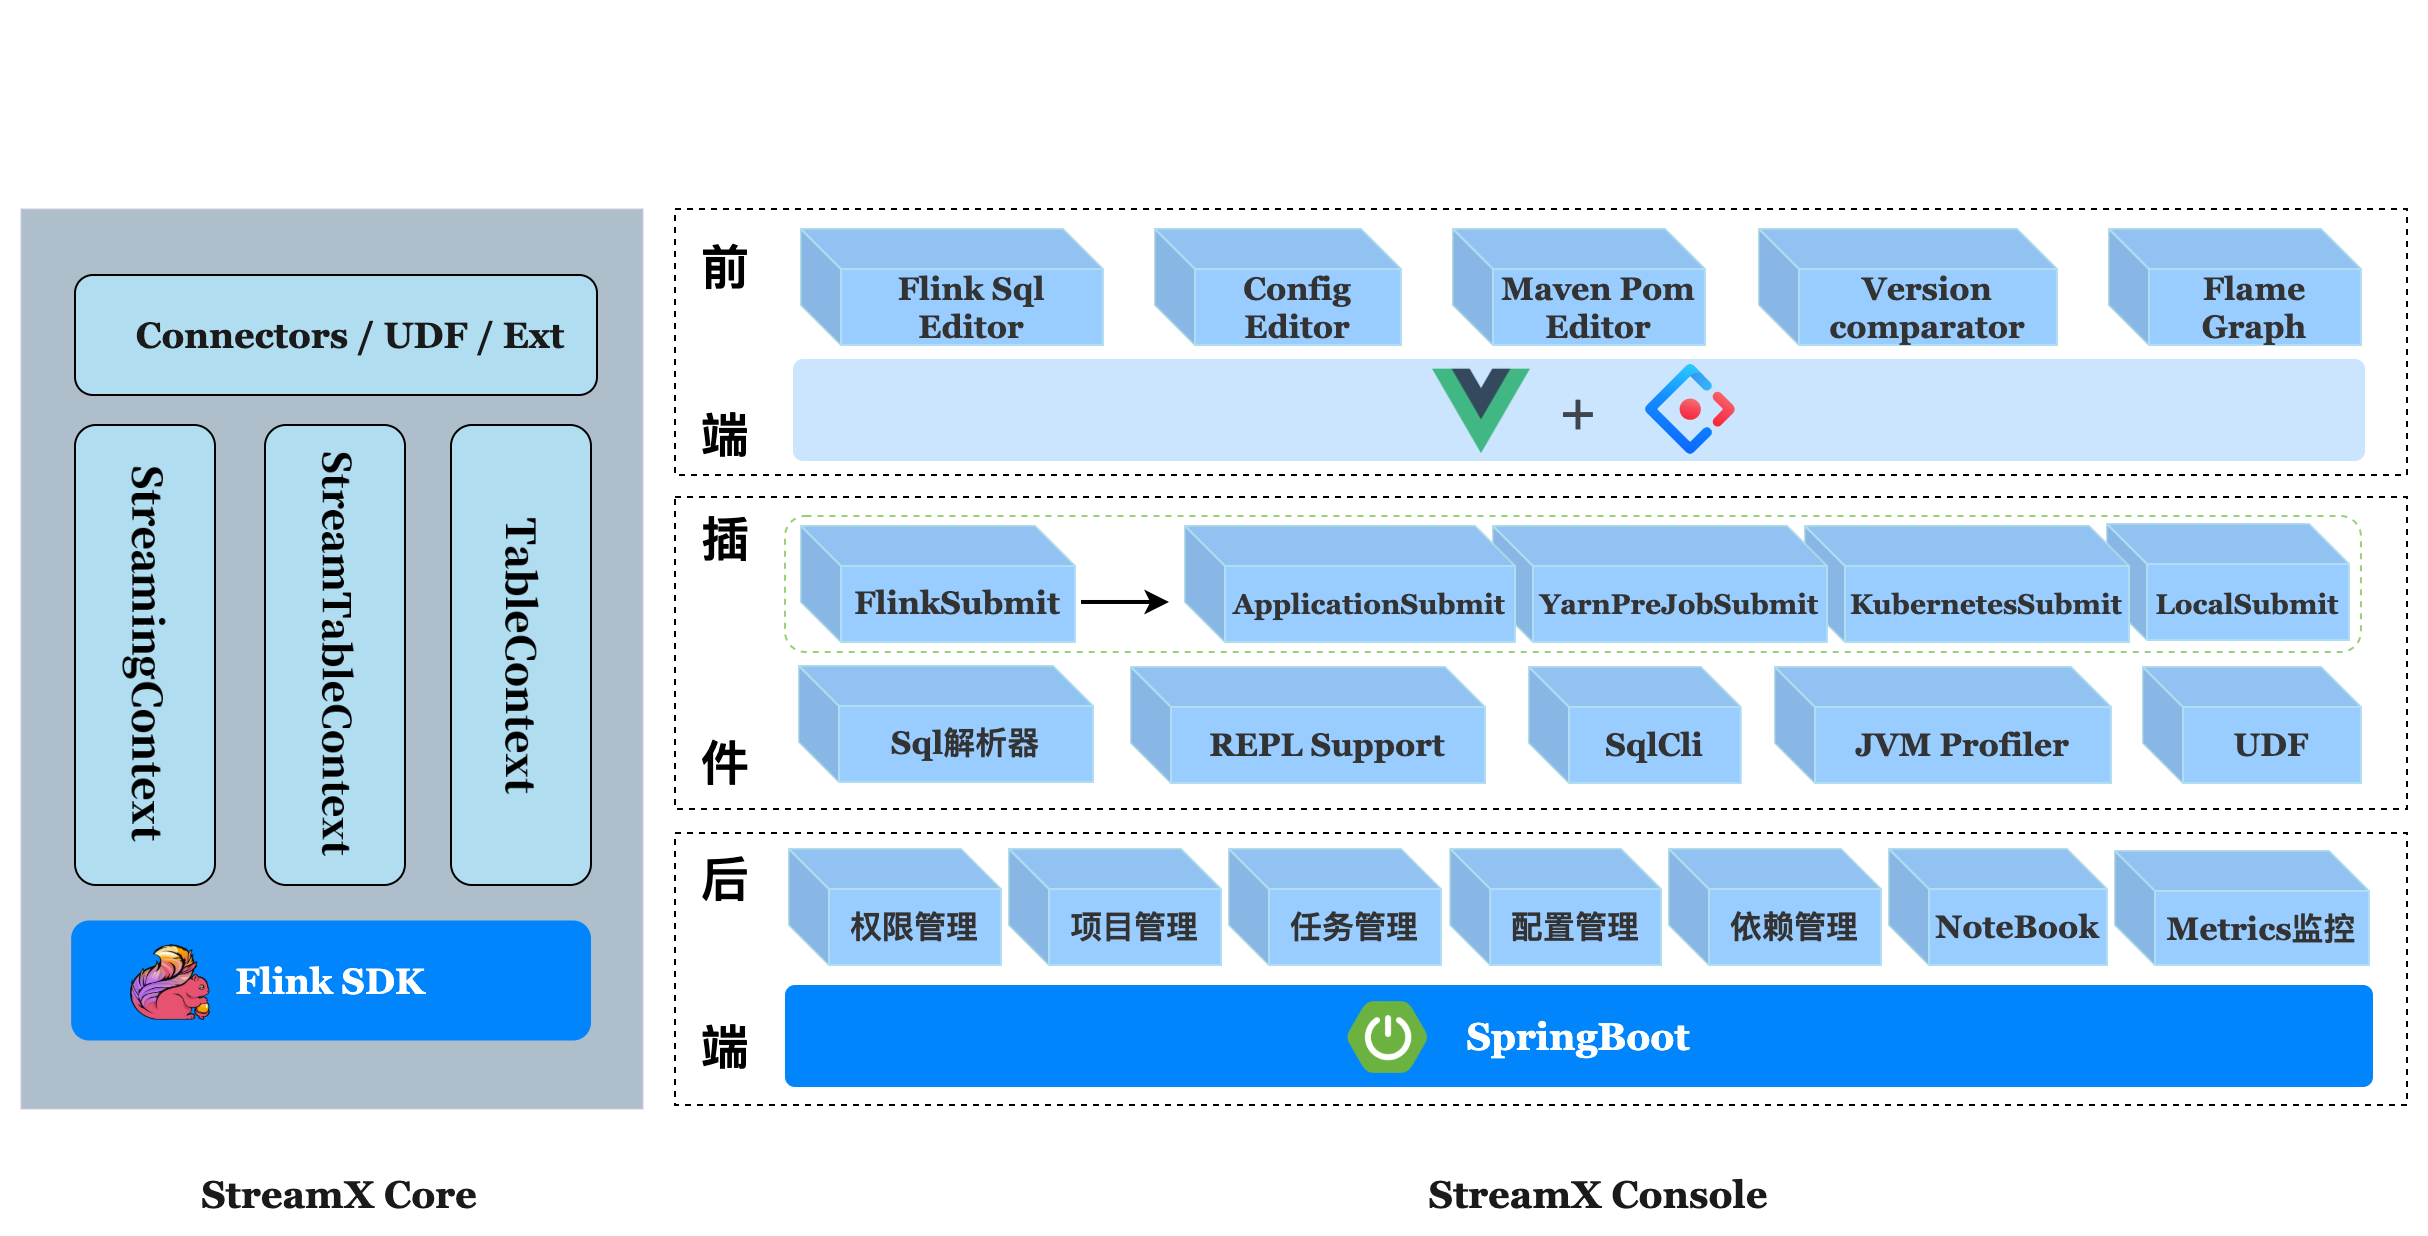 Connectors / UDF / Ext
StreamingContext
StreamTableContext
TableContext
Flink SDK
StreamX Core
前
端
Flink Sql
Editor
Config
Editor
Maven Pom
Editor
Version
comparator
Flame
Graph
+
插
件
FlinkSubmit
ApplicationSubmit
YarnPreJobSubmit
KubernetesSubmit
LocalSubmit
Sql解析器
REPL Support
SqlCli
JVM Profiler
UDF
后
端
权限管理
项目管理
任务管理
配置管理
依赖管理
NoteBook
Metrics监控
SpringBoot
StreamX Console